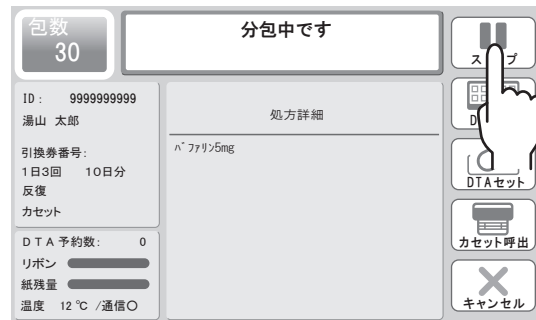 包数
30
分包中です
ID: 9999999999
湯山 太郎
引換券番号:
1日3回 10日分
反復
カセット
DTA予約数: 0
リボン
紙残量
温度 12℃ /通信○
処方詳細
ﾊﾞﾌｧﾘﾝ5mg
DTAセット
カセット呼出
キャンセル